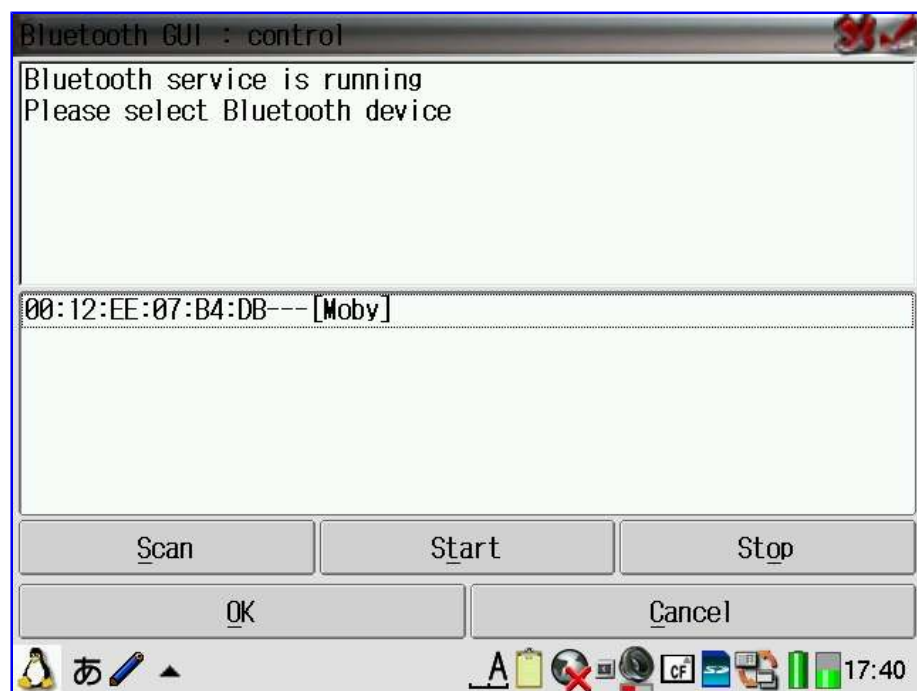 Bluetooth GUI : control
Bluetooth service is running
Please select Bluetooth device
00:12:EE:07:B4:DB---[Moby]
Scan
Start
Stop
OK
Cancel
あ
A
CF
17:40